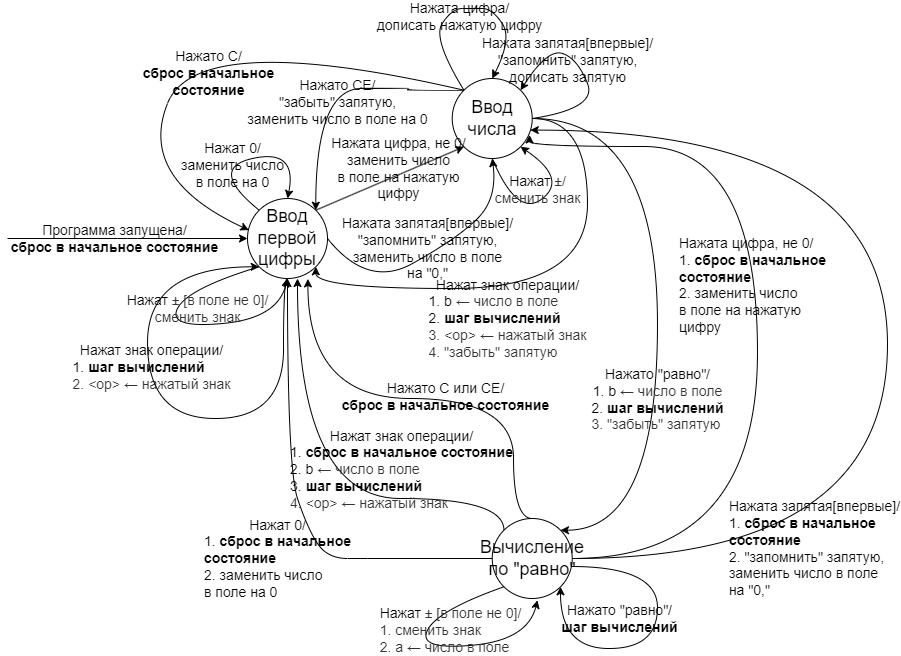 Нажата цифра/
дописать нажатую цифру
Нажата запятая[впервые]/
"запомнить" запятую,
дописать запятую
Нажато C/
сброс в начальное
состояние
Нажато CE/
"забыть" запятую,
заменить число в поле на 0
Ввод
числа
Нажата цифра, не 0/
заменить число
в поле на нажатую
цифру
Нажат 0/
заменить число
в поле на 0
Нажат ±/
сменить знак
Ввод
первой
цифры
Программа запущена/
сброс в начальное состояние
Нажата запятая[впервые]/
"запомнить" запятую,
заменить число в поле
на "0,"
Нажата цифра, не 0/
1. сброс в начальное
состояние
2. заменить число
в поле на нажатую
цифру
Нажат знак операции/
1. b ← число в поле
2. шаг вычислений
3. <op> ← нажатый знак
4. "забыть" запятую
Нажат ± [в поле не 0]/
сменить знак
Нажат знак операции/
1. шаг вычислений
2. <op> ← нажатый знак
Нажато "равно"/
1. b ← число в поле
2. шаг вычислений
3. "забыть" запятую
Нажато C или CE/
сброс в начальное состояние
Нажат знак операции/
1. сброс в начальное состояние
2. b ← число в поле
3. шаг вычислений
4. <op> ← нажатый знак
Нажат 0/
1. сброс в начальное
состояние
2. заменить число
в поле на 0
Вычисление
по "равно"
Нажата запятая[впервые]/
1. сброс в начальное
состояние
2. "запомнить" запятую,
заменить число в поле
на "0,"
Нажат ± [в поле не 0]/
1. сменить знак
2. a ← число в поле
Нажато "равно"/
шаг вычислений